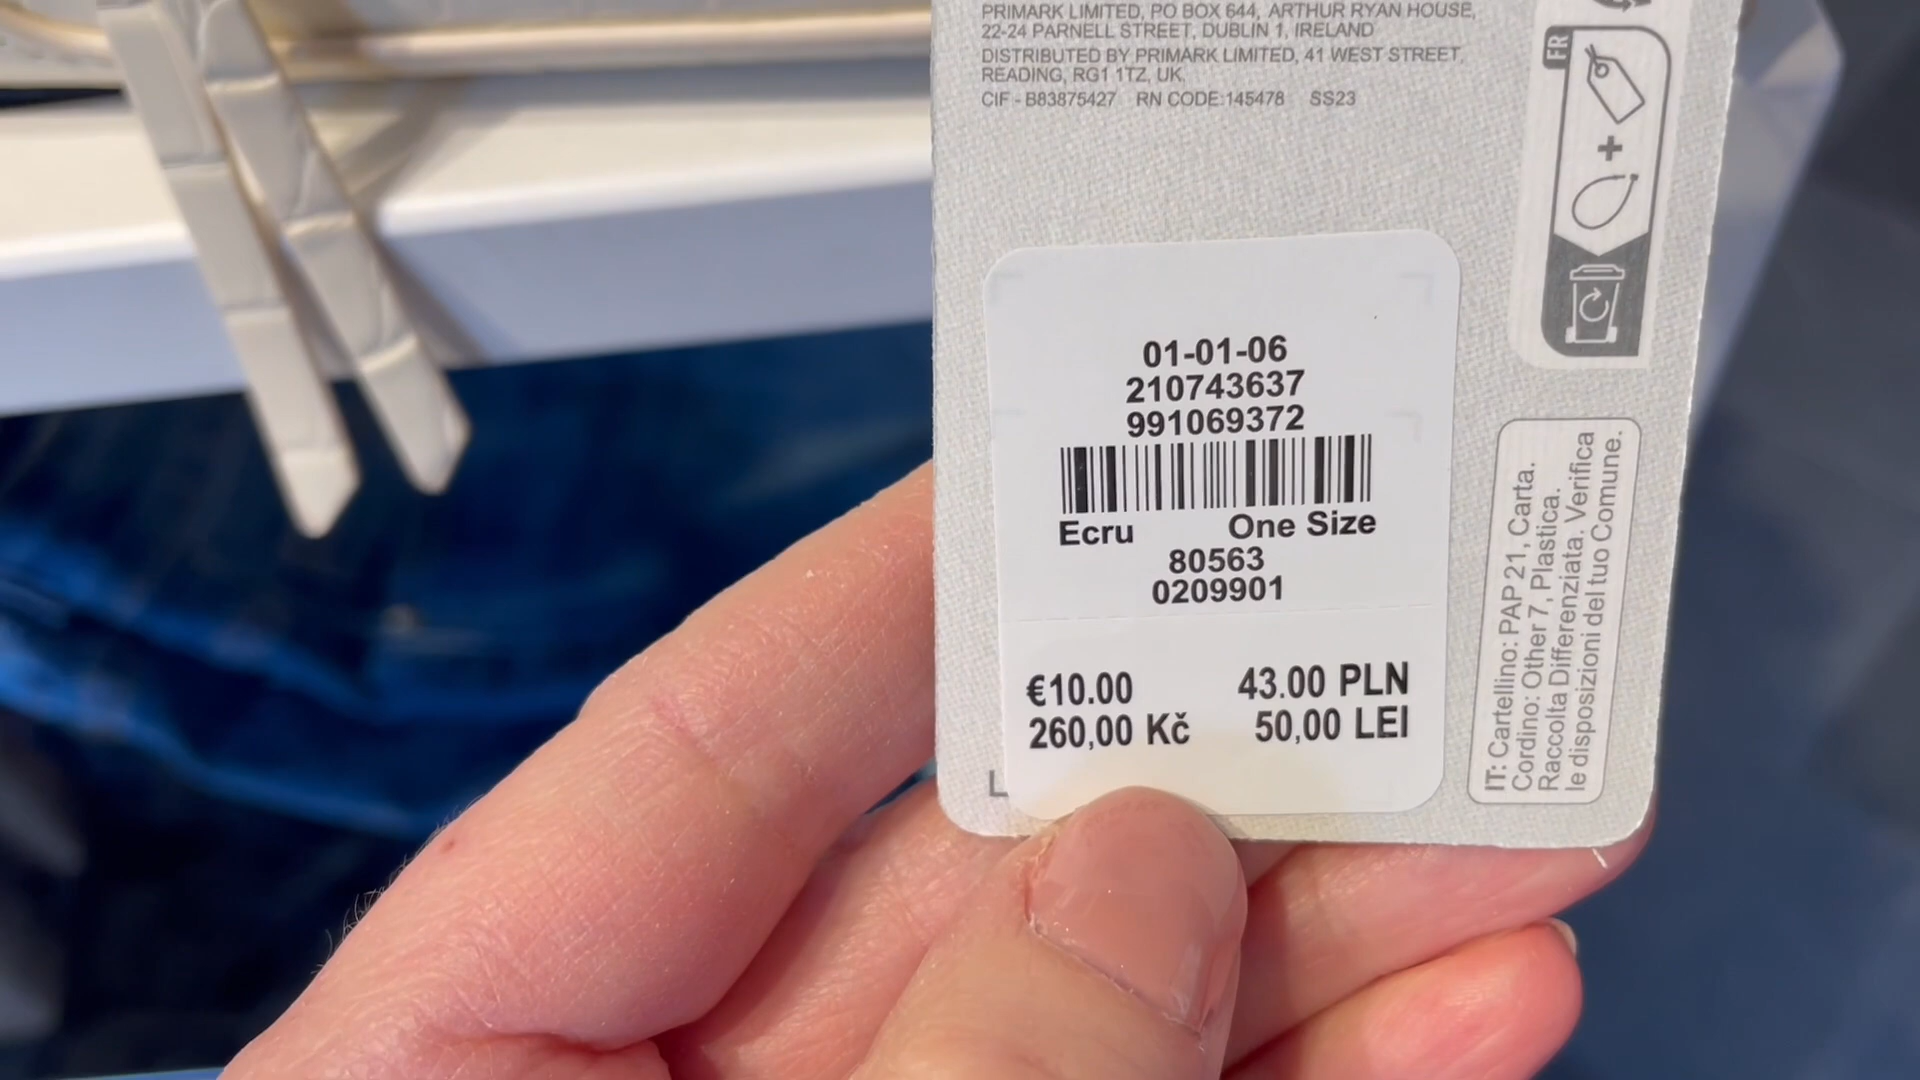 PRIMARK LIMITED, PO BOX 644, ARTHUR RYAN HOUSE,
22-24 PARNELL STREET, DUBLIN 1, IRELAND
DISTRIBUTED BY PRIMARK LIMITED, 41 WEST STREET,
READING, RG1 1TZ, UK,
CIF - B83875427 RN CODE:145478 SS23
FR
01-01-06
210743637
991069372
Ecru One Size
80563
0209901
€10.00 43.00 PLN
260,00 Kč 50,00 LEI
IT: Cartellino: PAP 21, Carta.
Cordino: Other 7, Plastica.
Raccolta Differenziata. Verifica
le disposizioni del tuo Comune.